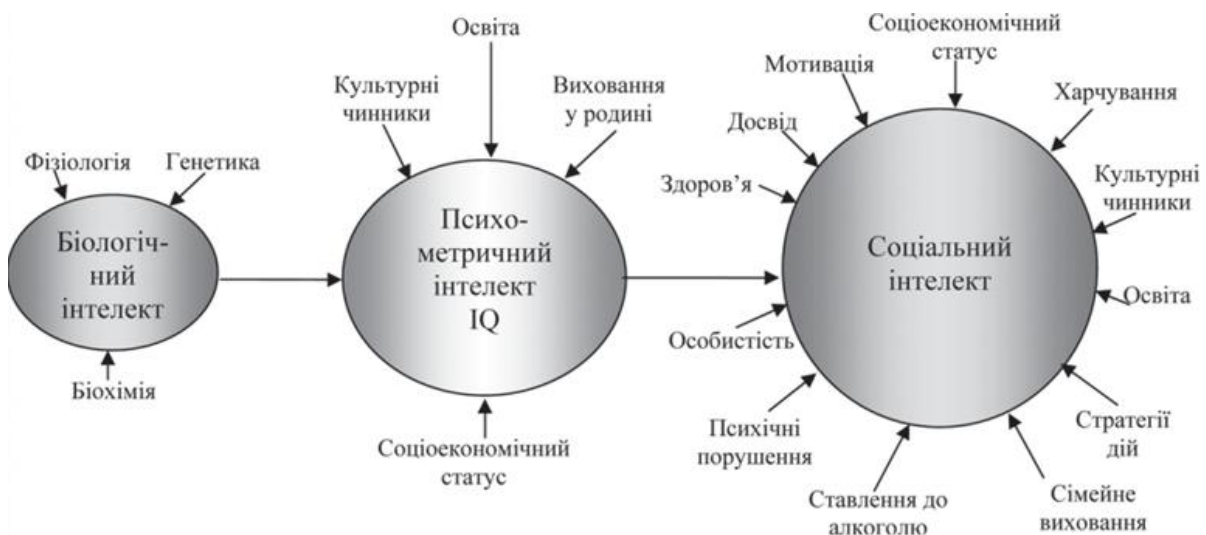 Фізіологія
Генетика
Біологіч-
ний
інтелект
Біохімія
Освіта
Культурні
чинники
Виховання
у родині
Психо-
метричний
інтелект
IQ
Соціоекономічний
статус
Соціоекономічний
статус
Мотивація
Харчування
Досвід
Здоров’я
Культурні
чинники
Соціальний
інтелект
Освіта
Особистість
Психічні
порушення
Стратегії
дій
Ставлення до
алкоголю
Сімейне
виховання